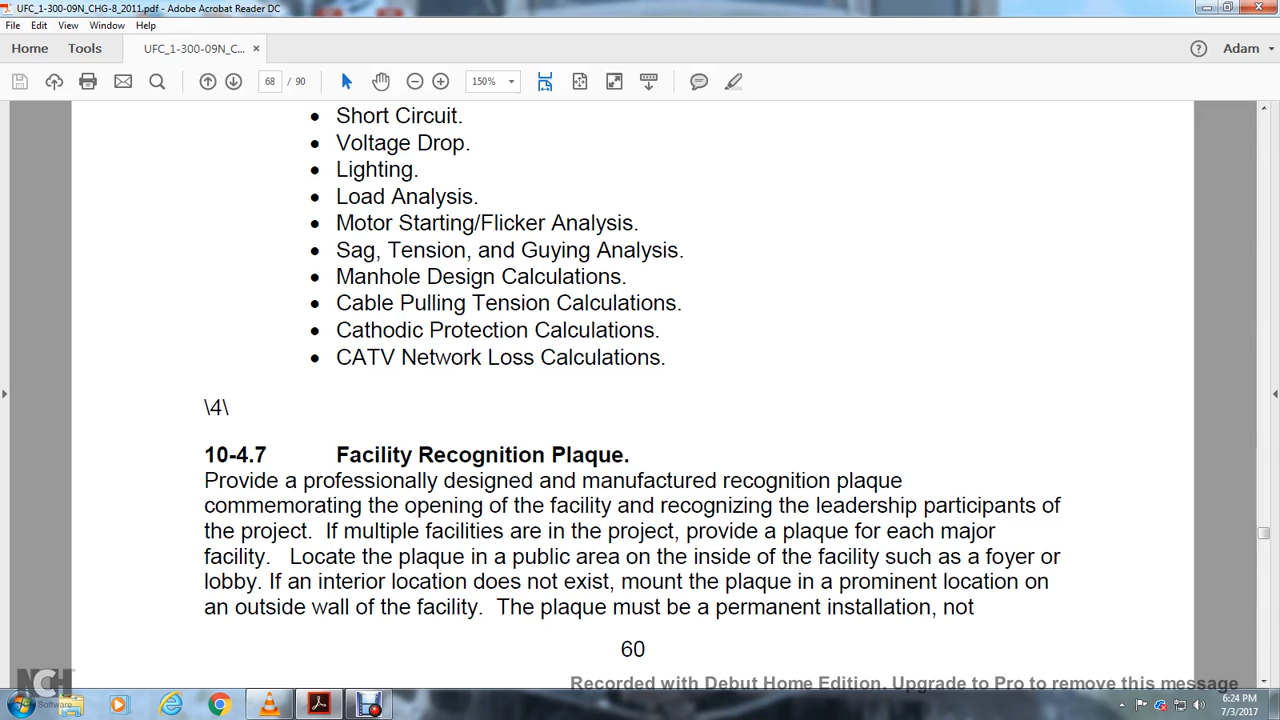 UFC_1-300-09N_CHG-8_2011.pdf - Adobe Acrobat Reader DC
File Edit View Window Help
Home Tools UFC_1-300-09N_C... × Adam
68 / 90 150%
• Short Circuit.
• Voltage Drop.
• Lighting.
• Load Analysis.
• Motor Starting/Flicker Analysis.
• Sag, Tension, and Guying Analysis.
• Manhole Design Calculations.
• Cable Pulling Tension Calculations.
• Cathodic Protection Calculations.
• CATV Network Loss Calculations.
\4\
10-4.7 Facility Recognition Plaque.
Provide a professionally designed and manufactured recognition plaque
commemorating the opening of the facility and recognizing the leadership participants of
the project. If multiple facilities are in the project, provide a plaque for each major
facility. Locate the plaque in a public area on the inside of the facility such as a foyer or
lobby. If an interior location does not exist, mount the plaque in a prominent location on
an outside wall of the facility. The plaque must be a permanent installation, not
60
NCH Software
Recorded with Debut Home Edition. Upgrade to Pro to remove this message
6:24 PM
7/3/2017